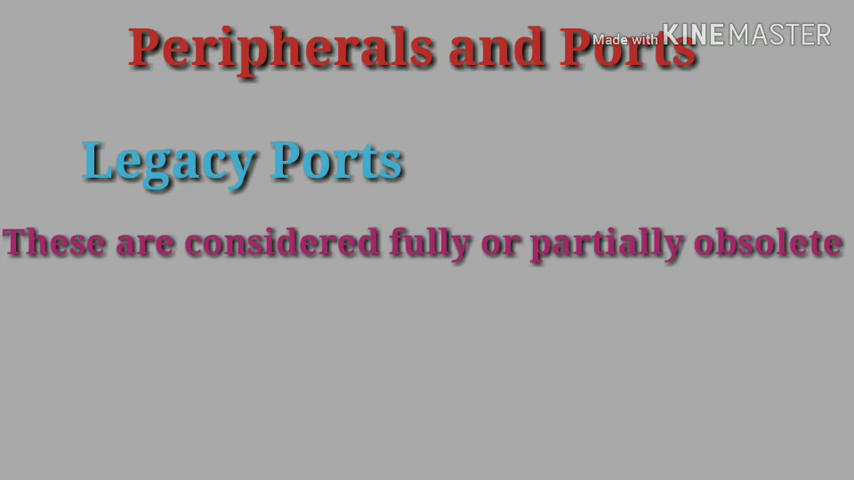 Peripherals and Ports
Made with KINEMASTER
Legacy Ports
These are considered fully or partially obsolete